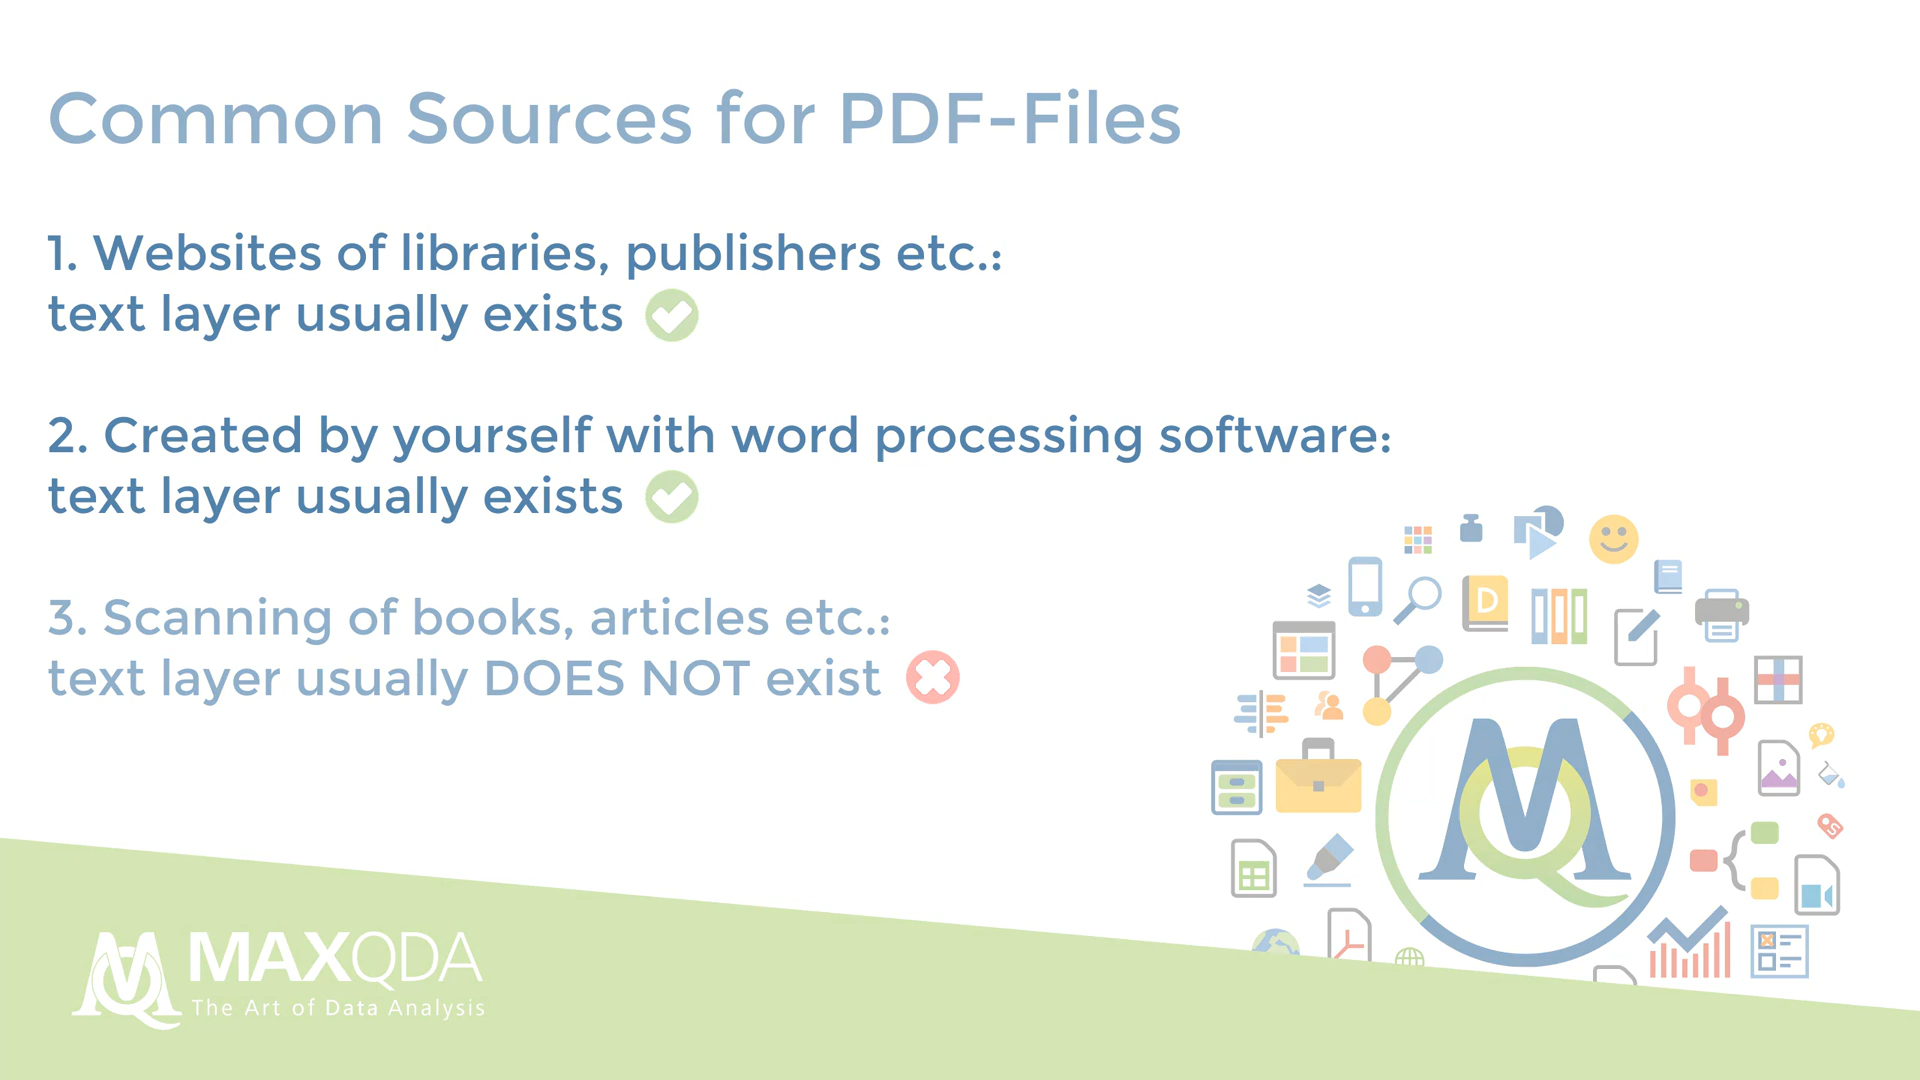 Common Sources for PDF-Files
1. Websites of libraries, publishers etc.:
text layer usually exists
2. Created by yourself with word processing software:
text layer usually exists
3. Scanning of books, articles etc.:
text layer usually DOES NOT exist
D
MQ
S
MQ
MAXQDA
The Art of Data Analysis